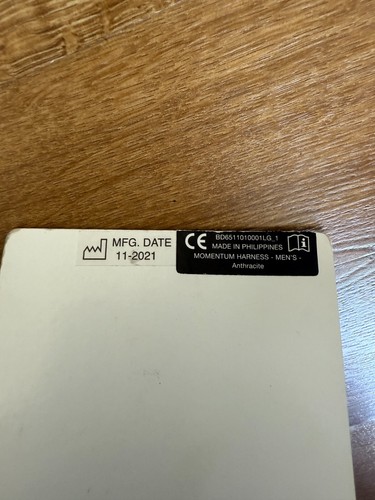 MFG. DATE
11-2021
CE BD6511010001LG_1
MADE IN PHILIPPINES
MOMENTUM HARNESS - MEN'S -
Anthracite